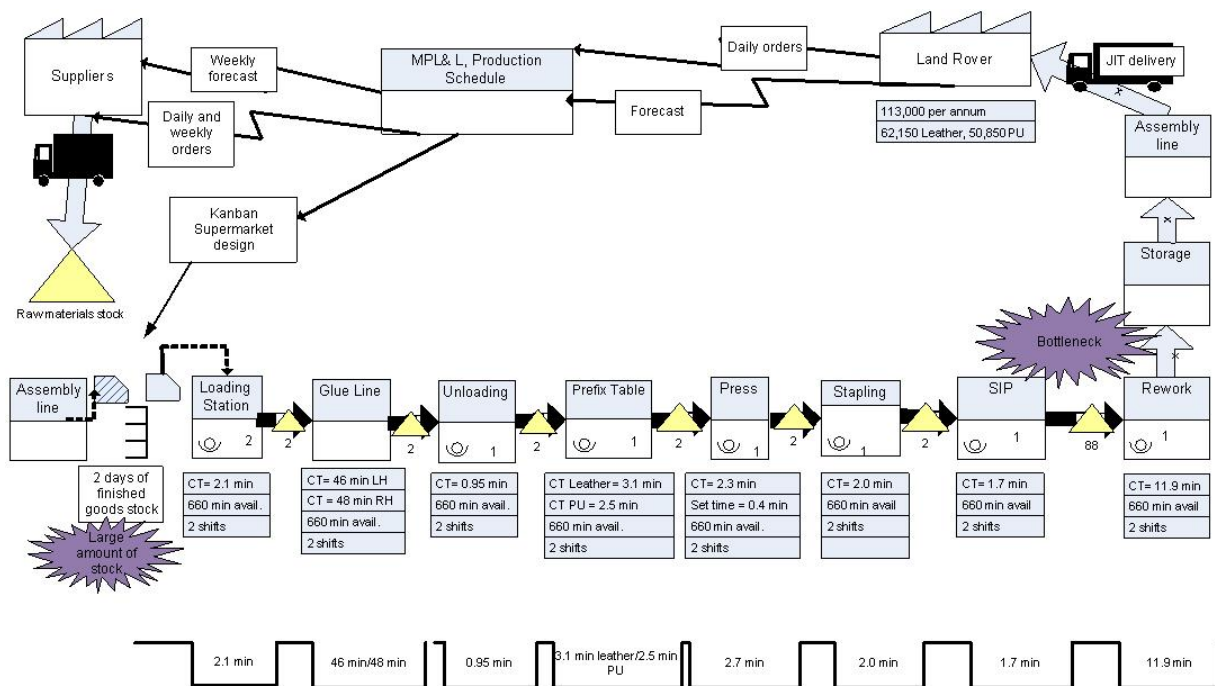 Suppliers
Weekly
forecast
Daily and
weekly
orders
MPL& L, Production
Schedule
Daily orders
Forecast
Land Rover
113,000 per annum
62,150 Leather, 50,850 PU
JIT delivery
x
Assembly
line
x
Storage
Bottleneck
x
Kanban
Supermarket
design
Raw materials stock
Assembly
line
2 days of
finished
goods stock
Large
amount of
stock
Loading
Station
2
CT= 2.1 min
660 min avail.
2 shifts
2
Glue Line
CT= 46 min LH
CT = 48 min RH
660 min avail.
2 shifts
2
Unloading
1
CT= 0.95 min
660 min avail.
2 shifts
2
Prefix Table
1
CT Leather= 3.1 min
CT PU = 2.5 min
660 min avail.
2 shifts
2
Press
1
CT= 2.3 min
Set time = 0.4 min
660 min avail.
2 shifts
2
Stapling
1
CT= 2.0 min
660 min avail.
2
SIP
1
CT= 1.7 min
660 min avail
2 shifts
88
Rework
1
CT= 11.9 min
660 min avail
2 shifts
2.1 min
46 min/48 min
0.95 min
3.1 min leather/2.5 min
PU
2.7 min
2.0 min
1.7 min
11.9 min